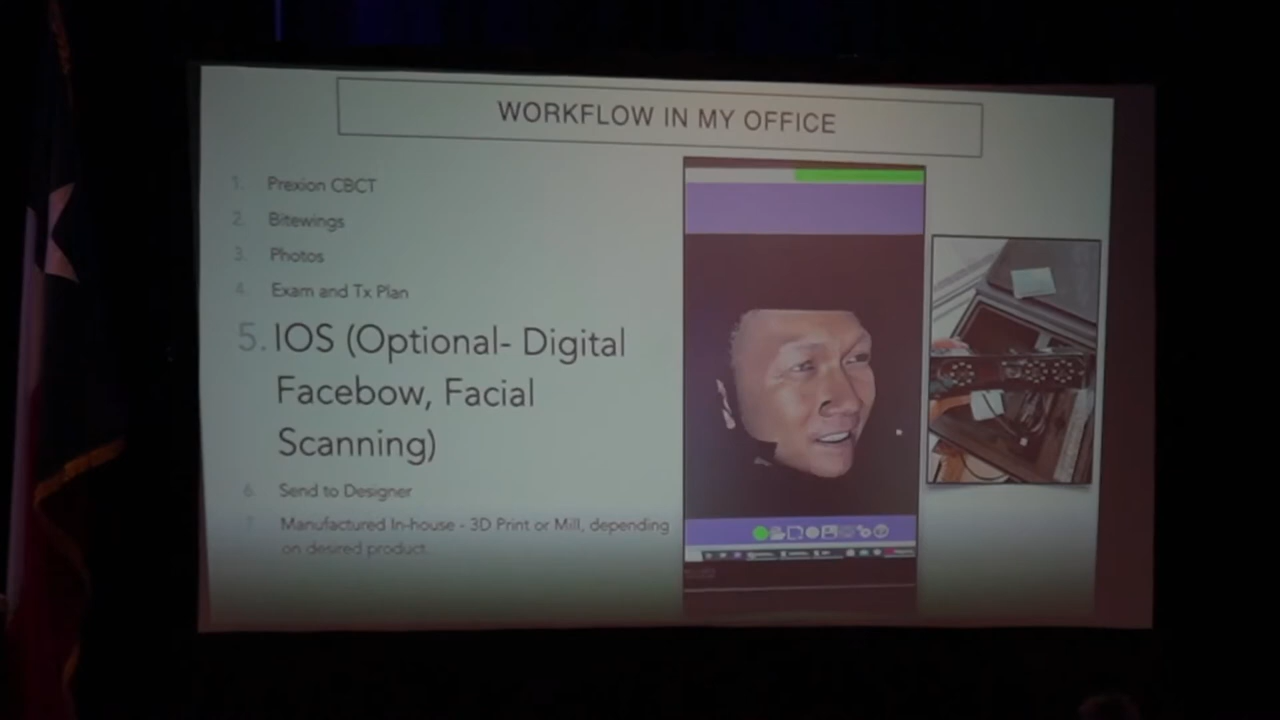 WORKFLOW IN MY OFFICE
1. Prexion CBCT
2. Bitewings
3. Photos
4. Exam and Tx Plan
5. IOS (Optional- Digital
Facebow, Facial
Scanning)
6. Send to Designer
7. Manufactured In-house - 3D Print or Mill, depending
on desired product.